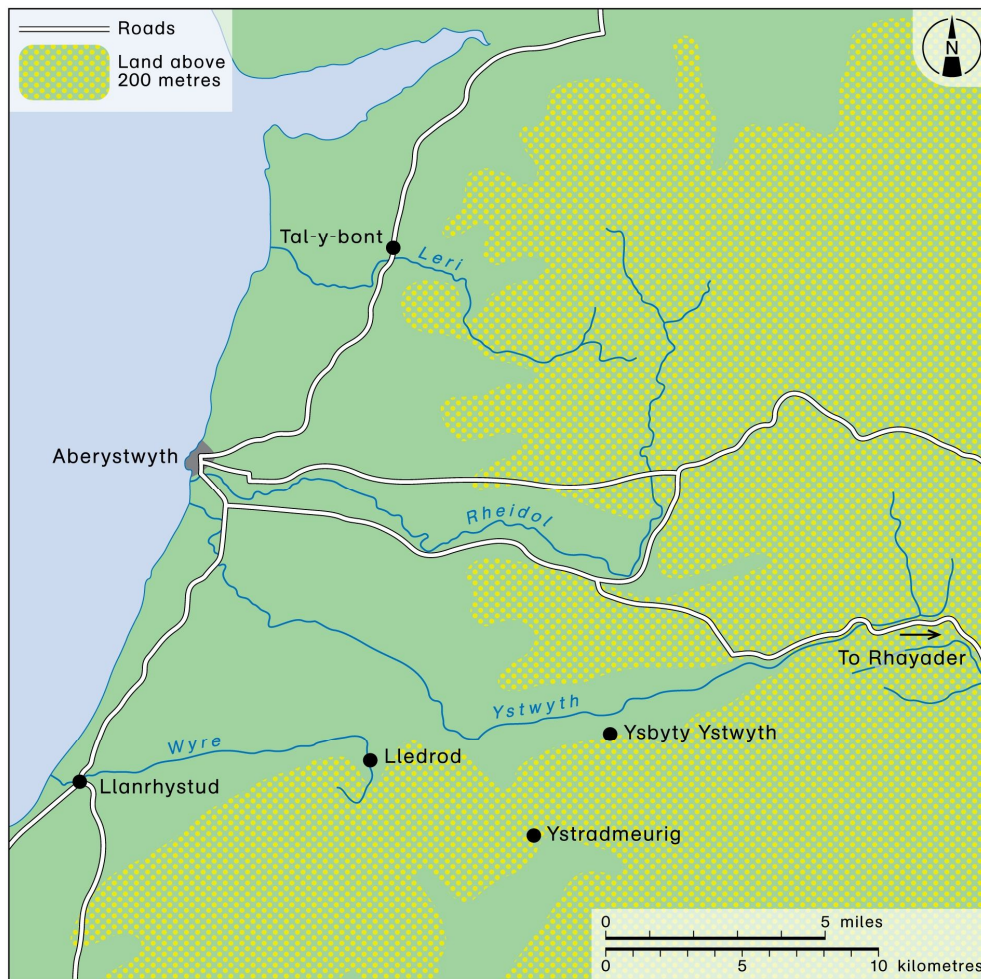 Roads
Land above
200 metres
N
Tal-y-bont
Leri
Aberystwyth
Rheidol
To Rhayader
Ystwyth
Ysbyty Ystwyth
Wyre
Lledrod
Llanrhystud
Ystradmeurig
0 5 miles
0 5 10 kilometres